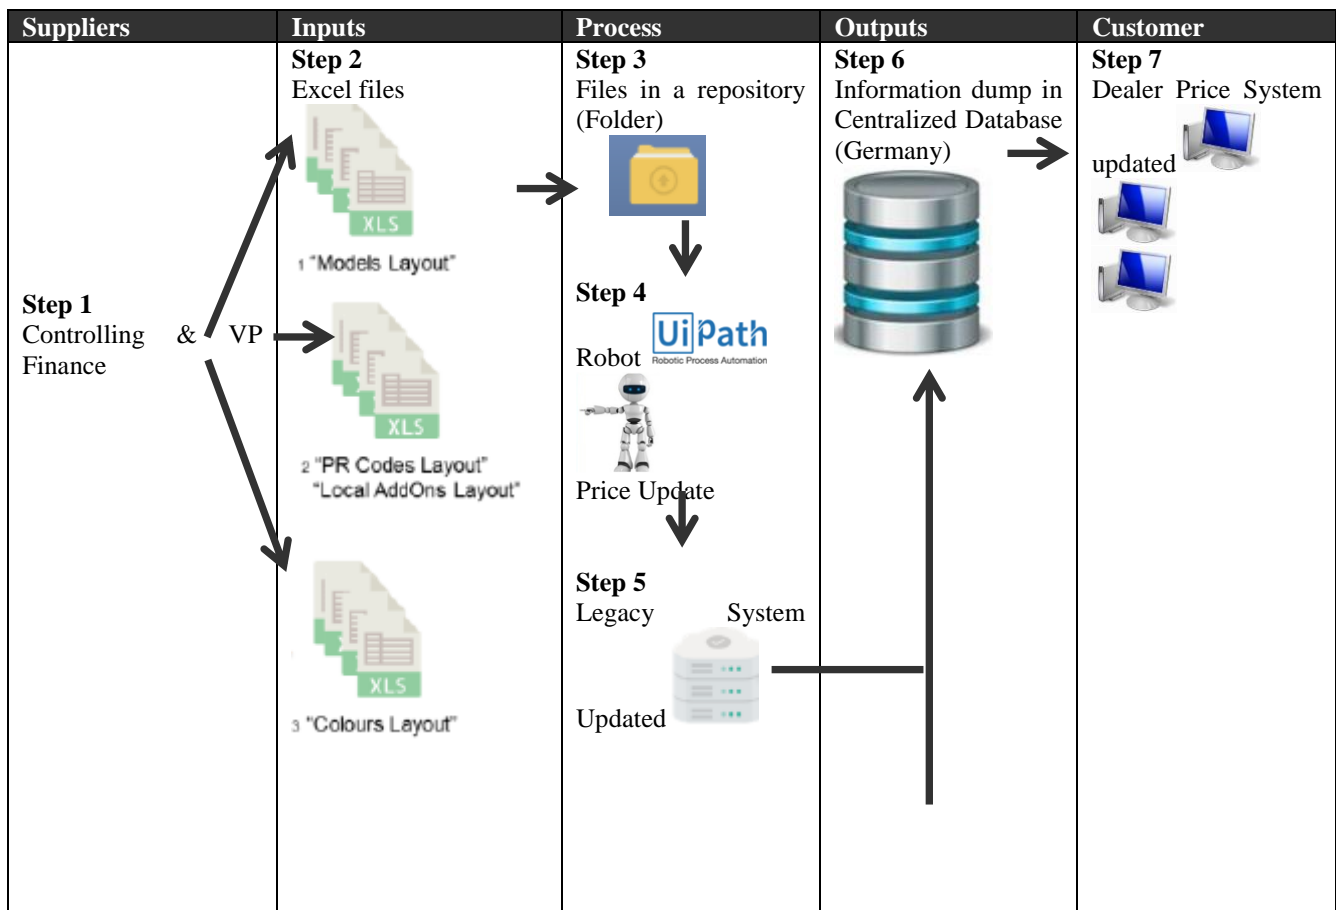 Suppliers
Inputs
Process
Outputs
Customer
Step 1
Controlling & VP
Finance
Step 2
Excel files
XLS
1 "Models Layout"
XLS
2 "PR Codes Layout"
"Local AddOns Layout"
XLS
3 "Colours Layout"
Step 3
Files in a repository
(Folder)
Step 4
UiPath
Robotic Process Automation
Robot
Price Update
Step 5
Legacy System
Updated
Step 6
Information dump in
Centralized Database
(Germany)
Step 7
Dealer Price System
updated